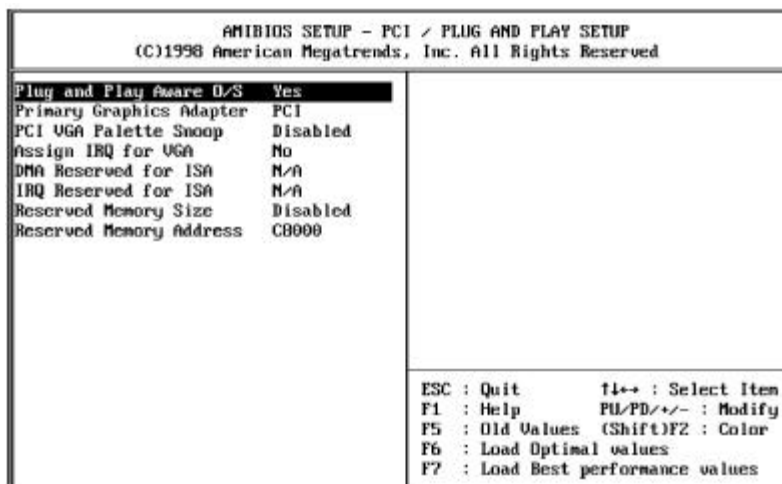 AMIBIOS SETUP - PCI / PLUG AND PLAY SETUP
(C)1998 American Megatrends, Inc. All Rights Reserved
Plug and Play Aware O/S Yes
Primary Graphics Adapter PCI
PCI VGA Palette Snoop Disabled
Assign IRQ for VGA No
DMA Reserved for ISA N/A
IRQ Reserved for ISA N/A
Reserved Memory Size Disabled
Reserved Memory Address C8000
ESC : Quit ↑↓←→ : Select Item
F1 : Help PU/PD/+/- : Modify
F5 : Old Values (Shift)F2 : Color
F6 : Load Optimal values
F7 : Load Best performance values